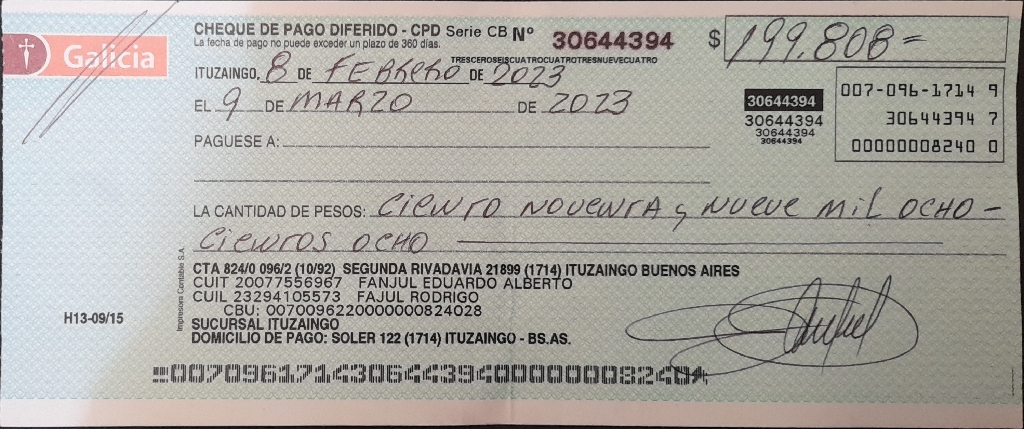 Galicia
CHEQUE DE PAGO DIFERIDO - CPD Serie CB Nº 30644394 $ 199.808=
La fecha de pago no puede exceder un plazo de 360 días.
TRESCEROSEISCUATROCUATROTRESNUEVECUATRO
ITUZAINGO, 8 DE FEBRERO DE 2023
EL 9 DE MARZO DE 2023
30644394
30644394
30644394
30644394
007-096-1714 9
30644394 7
00000008240 0
PAGUESE A:
LA CANTIDAD DE PESOS: Ciento noventa y nueve mil ocho-
cientos ocho
CTA 824/0 096/2 (10/92) SEGUNDA RIVADAVIA 21899 (1714) ITUZAINGO BUENOS AIRES
CUIT 20077556967 FANJUL EDUARDO ALBERTO
CUIL 23294105573 FAJUL RODRIGO
CBU: 0070096220000000824028
SUCURSAL ITUZAINGO
DOMICILIO DE PAGO: SOLER 122 (1714) ITUZAINGO - BS.AS.
H13-09/15
Impresora Contable S.A.
00709617143064439400000008240